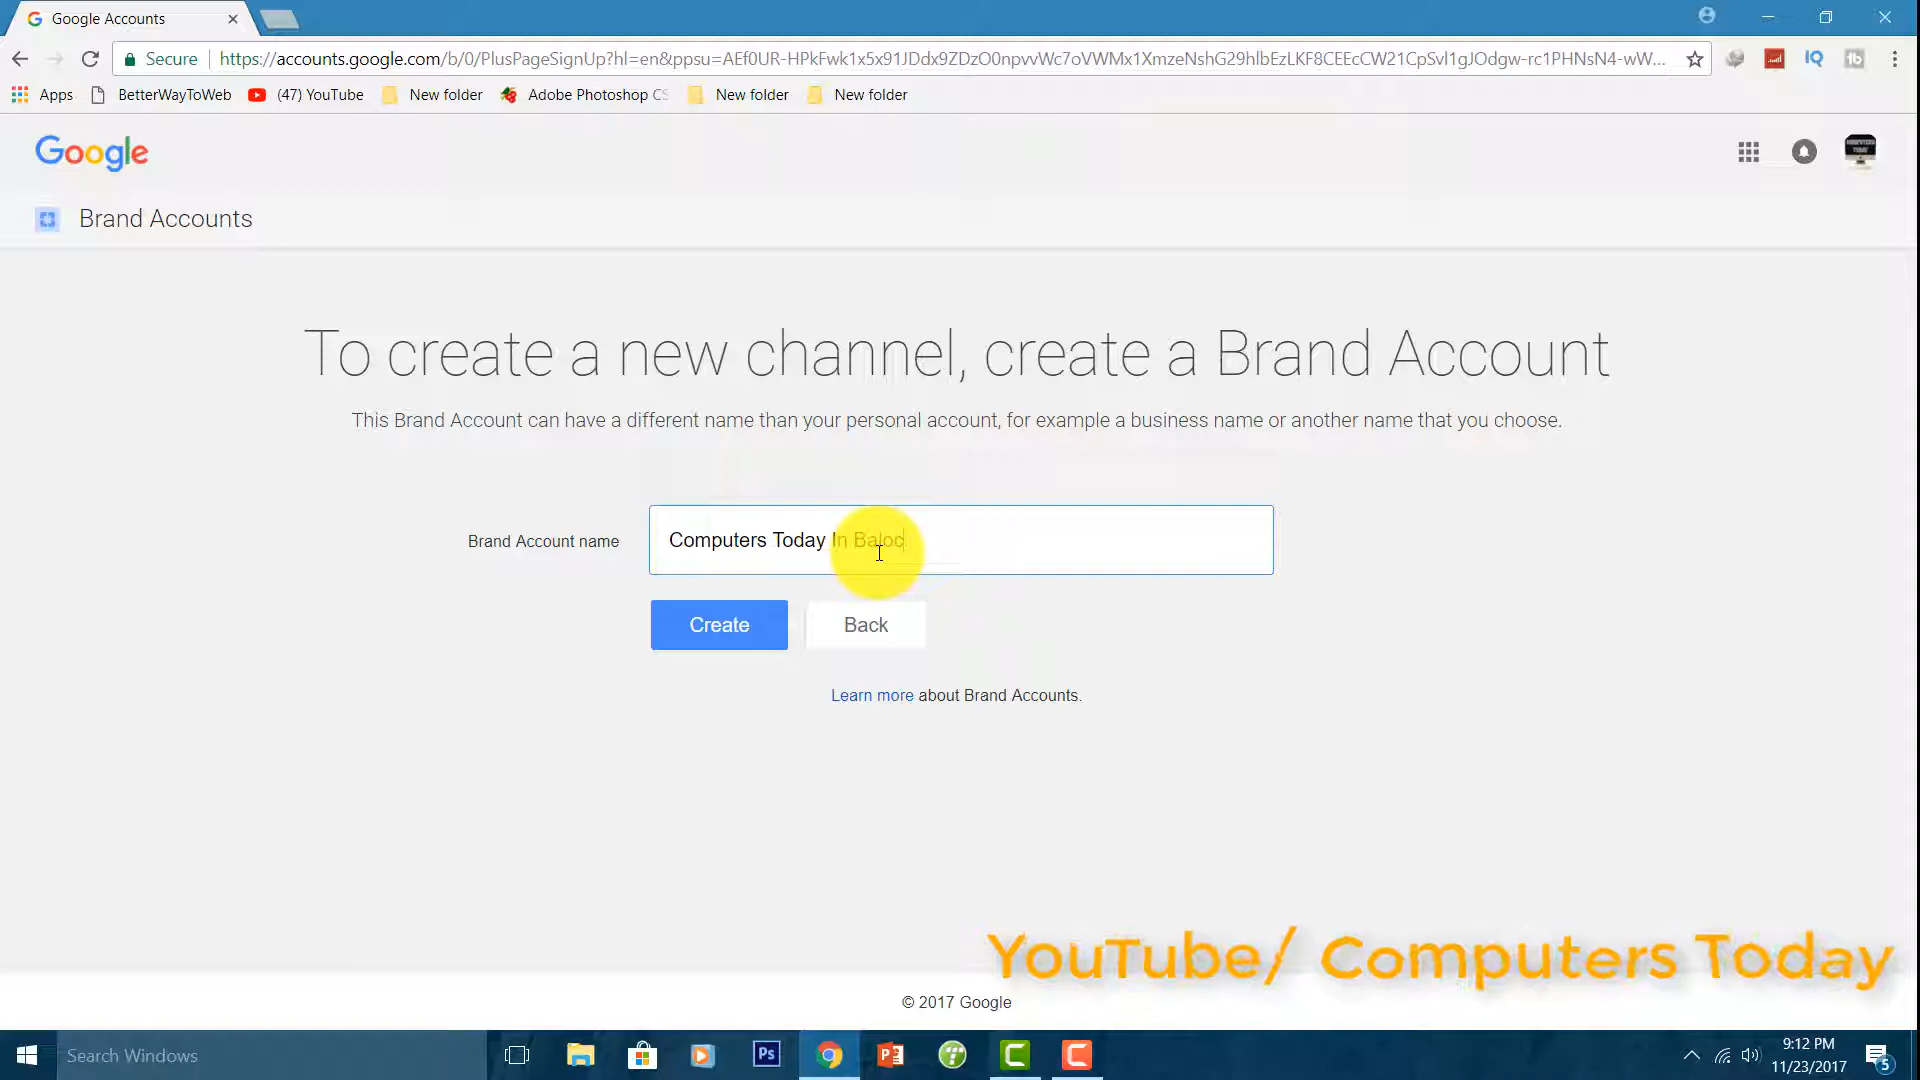 Google Accounts
Secure https://accounts.google.com/b/0/PlusPageSignUp?hl=en&ppsu=AEf0UR-HPkFwk1x5x91JDdx9ZDzO0npvvWc7oVWMx1XmzeNshG29hlbEzLKF8CEEcCW21CpSvl1gJOdgw-rc1PHNsN4-wW...
Apps BetterWayToWeb (47) YouTube New folder Adobe Photoshop CS New folder New folder
Google
Brand Accounts
To create a new channel, create a Brand Account
This Brand Account can have a different name than your personal account, for example a business name or another name that you choose.
Brand Account name Computers Today In Baloc
Create Back
Learn more about Brand Accounts.
YouTube/ Computers Today
© 2017 Google
Search Windows
9:12 PM
11/23/2017
5